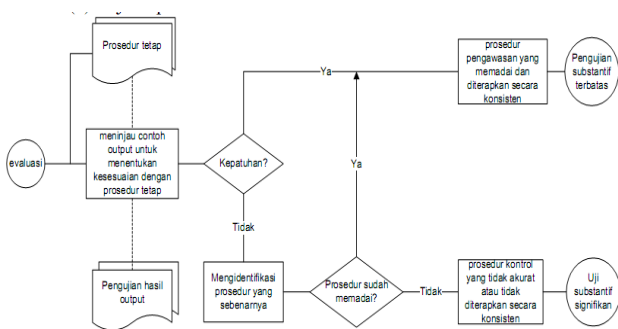 Prosedur tetap
evaluasi
meninjau contoh
output untuk
menentukan
kesesuaian dengan
prosedur tetap
Pengujian hasil
output
Kepatuhan?
Ya
Tidak
Mengidentifikasi
prosedur yang
sebenarnya
Prosedur sudah
memadai?
Ya
Tidak
prosedur
pengawasan yang
memadai dan
diterapkan secara
konsisten
Pengujian
substantif
terbatas
prosedur kontrol
yang tidak akurat
atau tidak
diterapkan secara
konsisten
Uji
substantif
signifikan